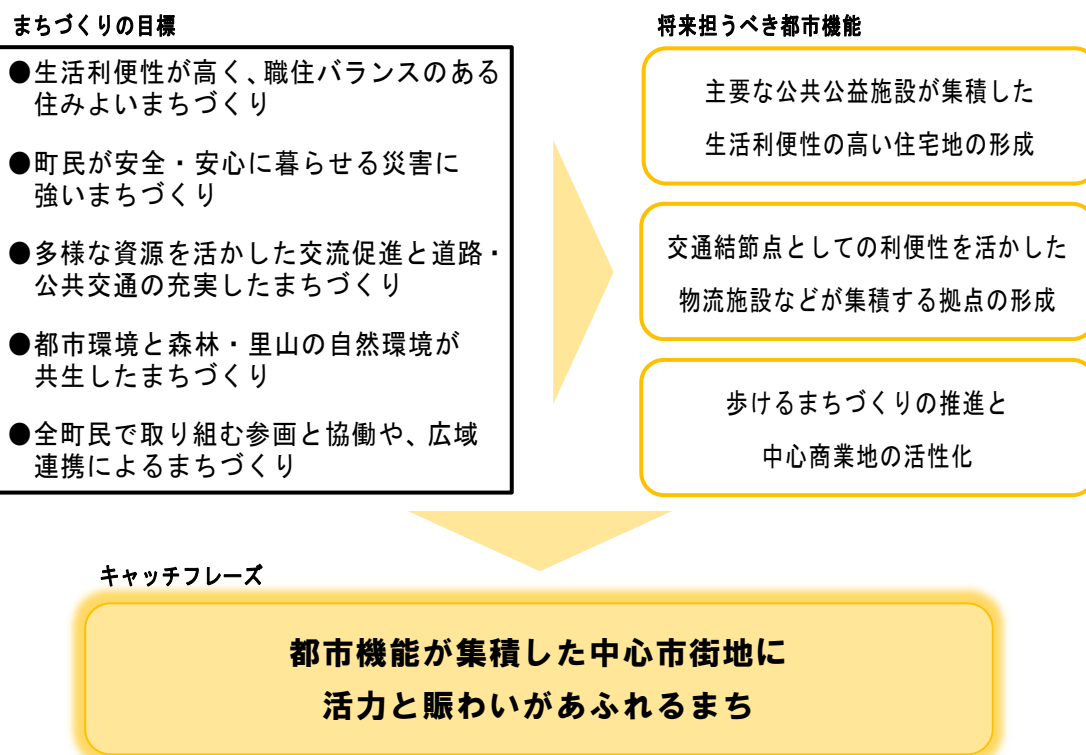 まちづくりの目標
●生活利便性が高く、職住バランスのある
住みよいまちづくり
●町民が安全・安心に暮らせる災害に
強いまちづくり
●多様な資源を活かした交流促進と道路・
公共交通の充実したまちづくり
●都市環境と森林・里山の自然環境が
共生したまちづくり
●全町民で取り組む参画と協働や、広域
連携によるまちづくり
将来担うべき都市機能
主要な公共公益施設が集積した
生活利便性の高い住宅地の形成
交通結節点としての利便性を活かした
物流施設などが集積する拠点の形成
歩けるまちづくりの推進と
中心商業地の活性化
キャッチフレーズ
都市機能が集積した中心市街地に
活力と賑わいがあふれるまち